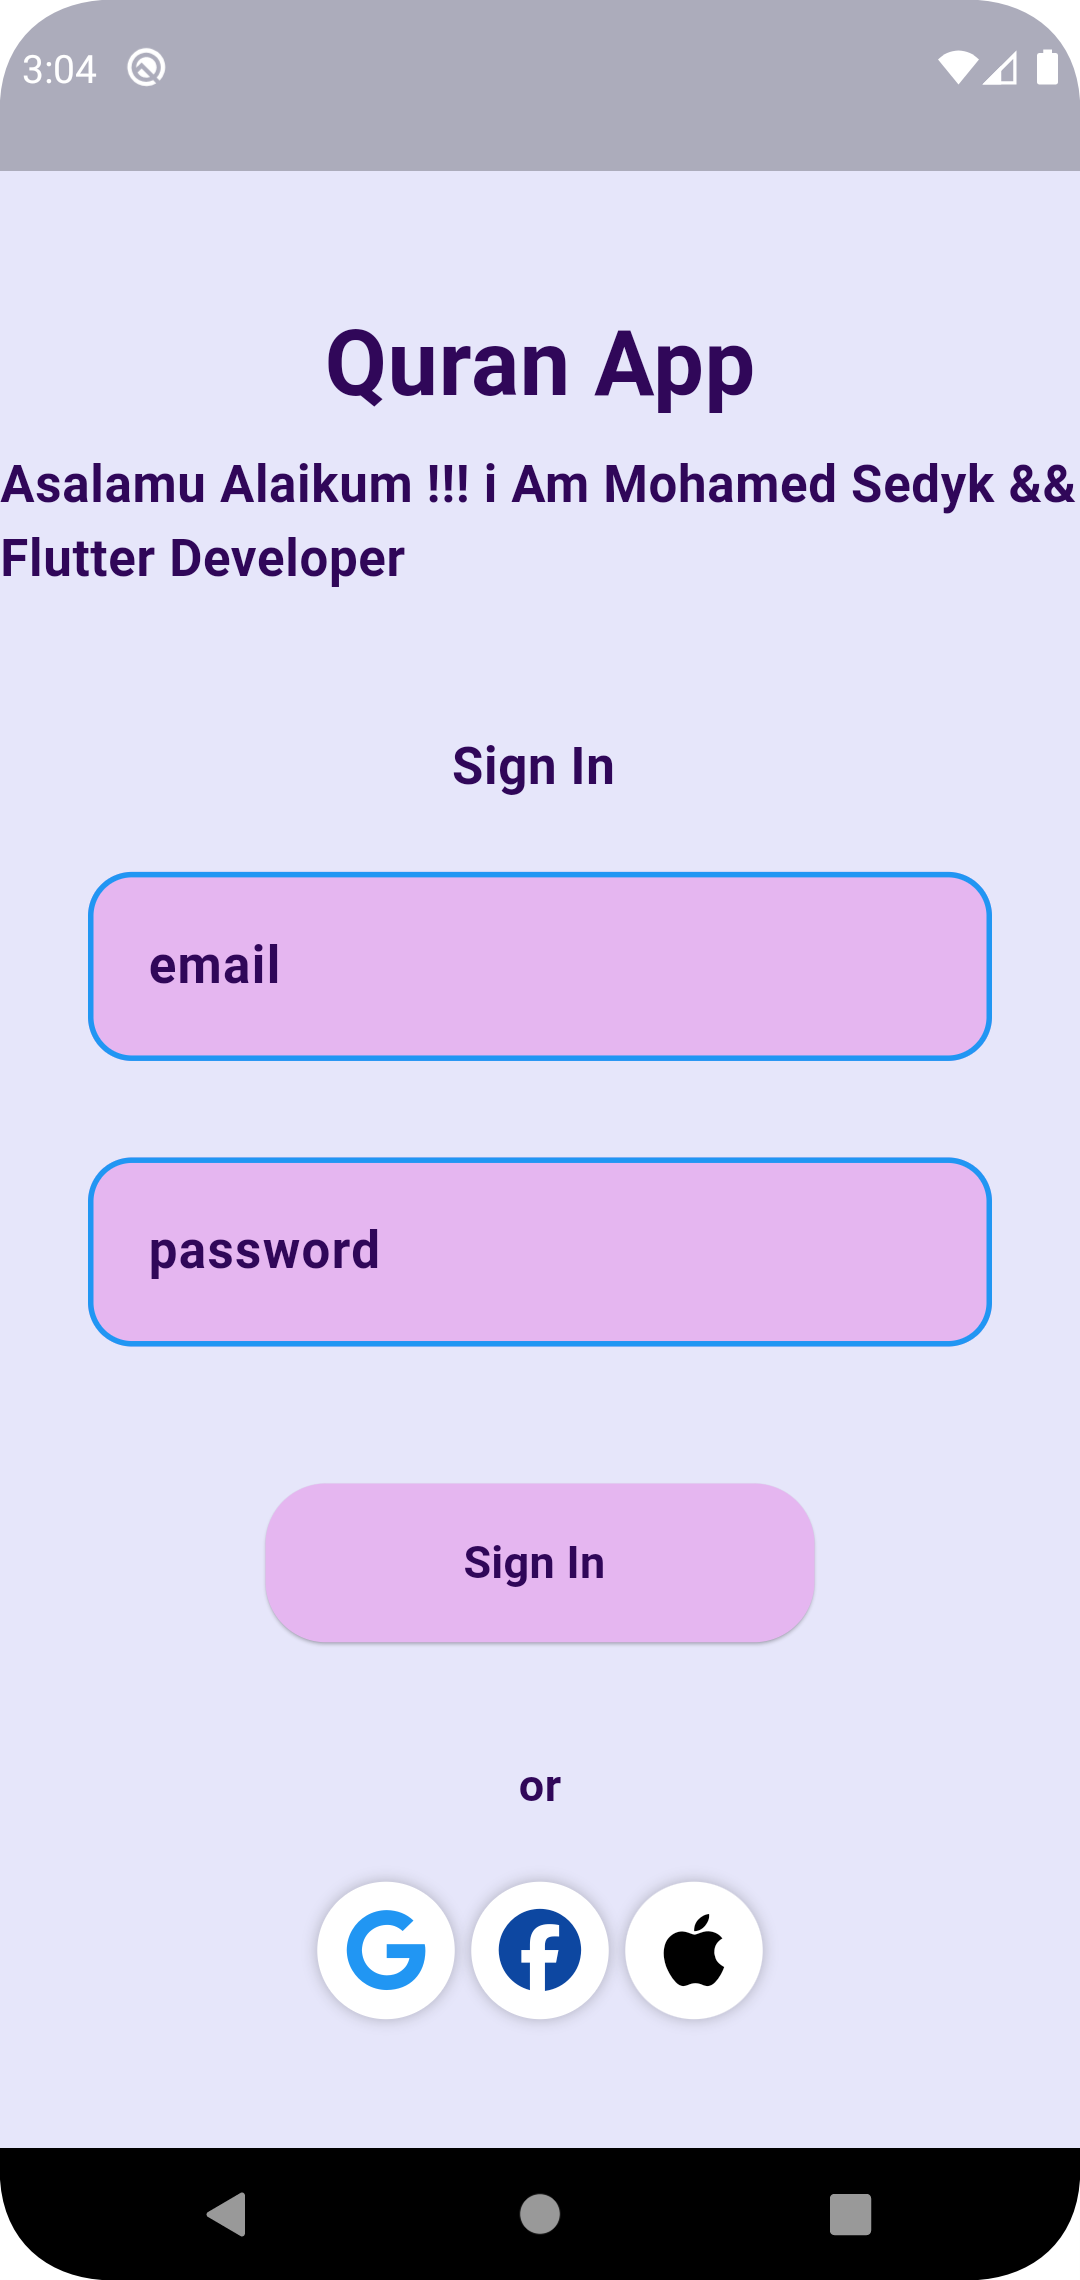 3:04
Quran App
Asalamu Alaikum !!! i Am Mohamed Sedyk &&
Flutter Developer
Sign In
email
password
Sign In
or